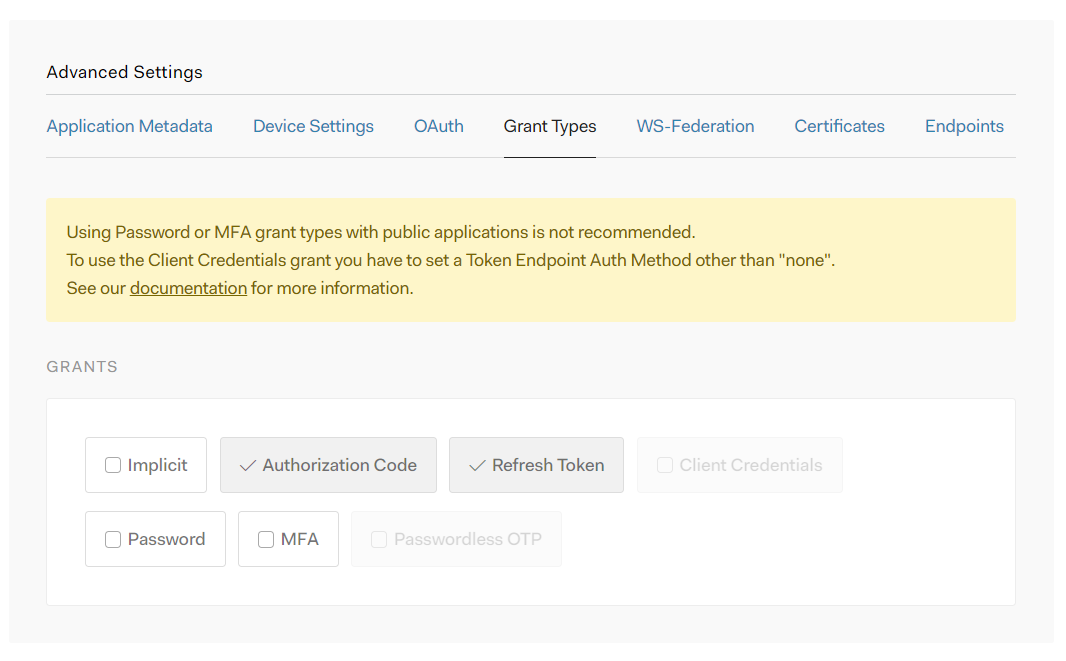 Advanced Settings
Application Metadata Device Settings OAuth Grant Types WS-Federation Certificates Endpoints
Using Password or MFA grant types with public applications is not recommended.
To use the Client Credentials grant you have to set a Token Endpoint Auth Method other than "none".
See our documentation for more information.
GRANTS
Implicit Authorization Code Refresh Token Client Credentials
Password MFA Passwordless OTP